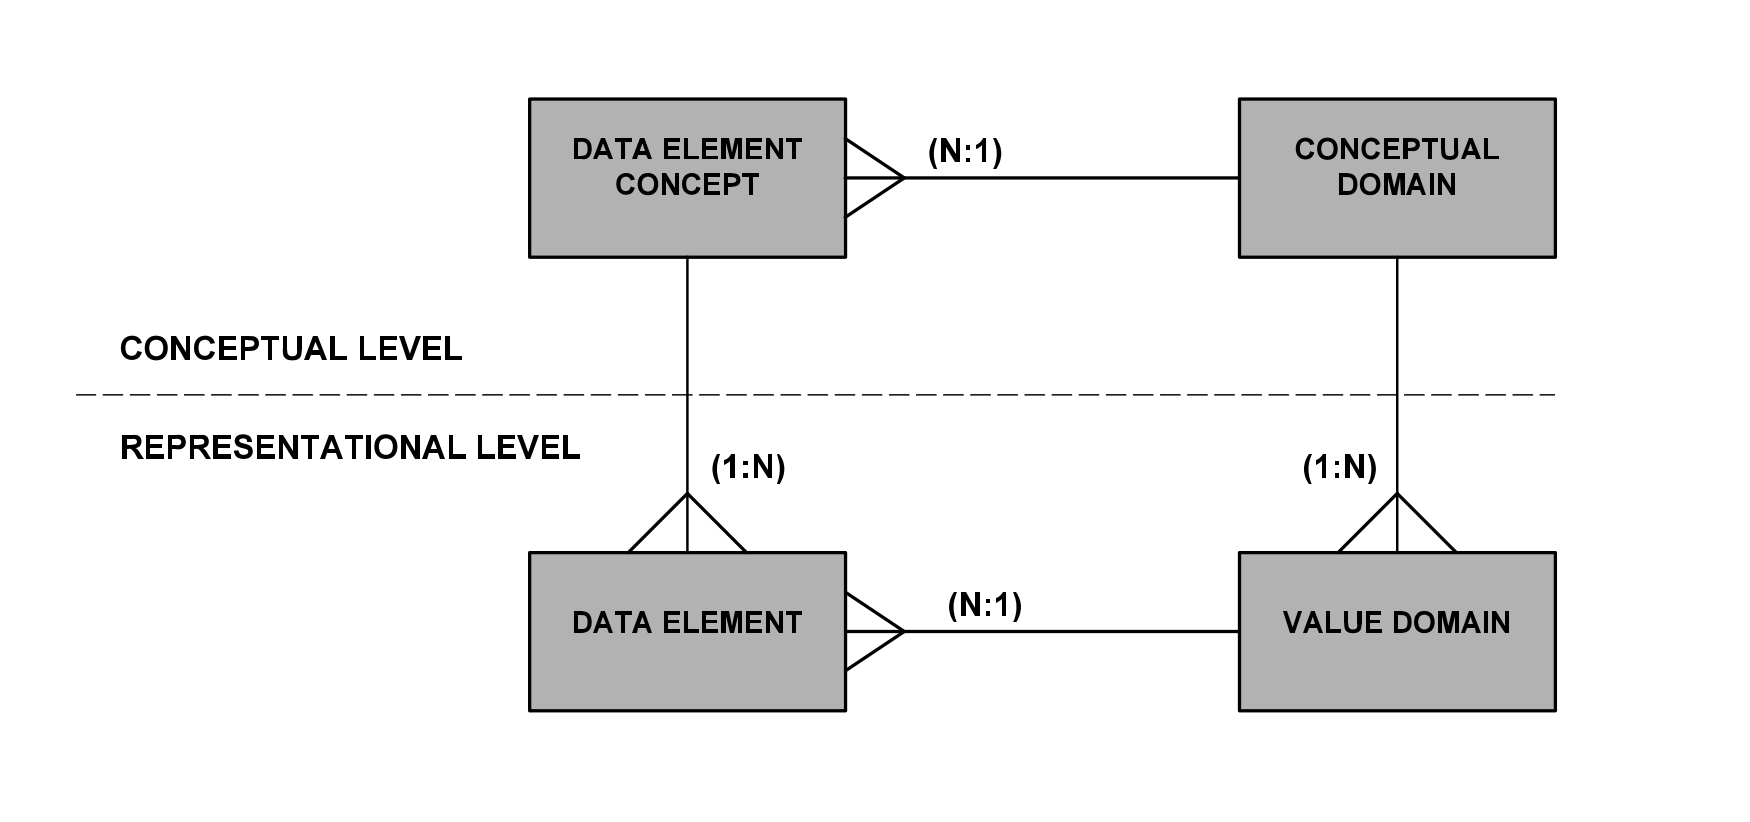 DATA ELEMENT
CONCEPT
(N:1)
CONCEPTUAL
DOMAIN
CONCEPTUAL LEVEL
REPRESENTATIONAL LEVEL
(1:N)
(1:N)
DATA ELEMENT
(N:1)
VALUE DOMAIN